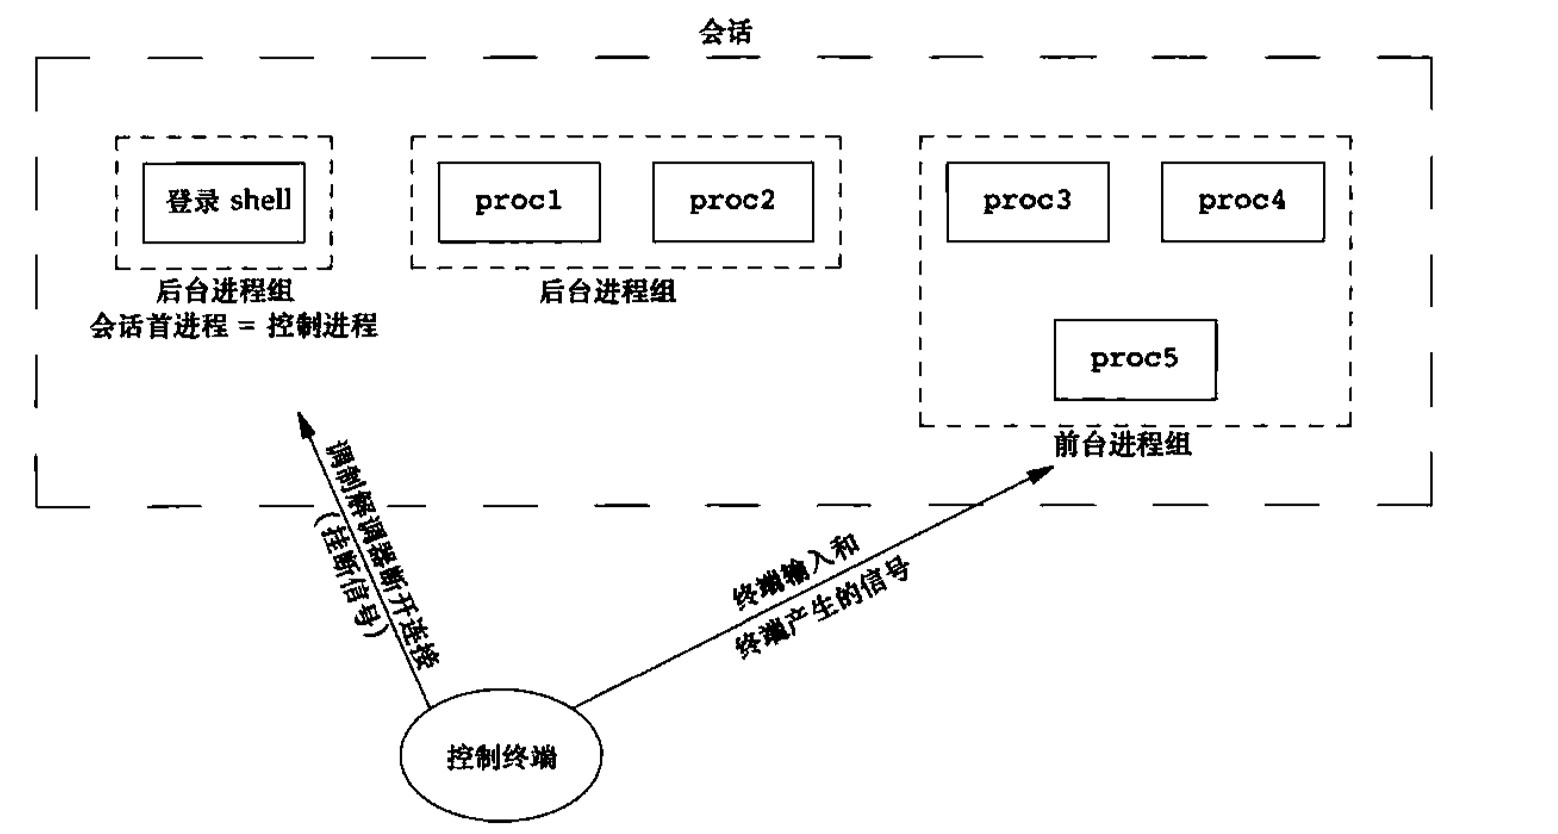 会话
登录 shell
proc1
proc2
proc3
proc4
proc5
后台进程组
会话首进程 = 控制进程
后台进程组
前台进程组
调制解调器断开连接
(挂断信号)
终端输入和
终端产生的信号
控制终端